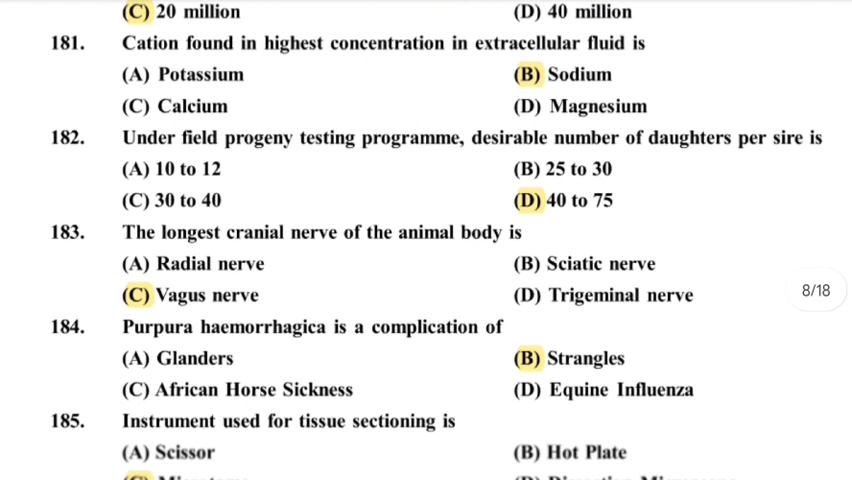 (C) 20 million (D) 40 million
181. Cation found in highest concentration in extracellular fluid is
(A) Potassium (B) Sodium
(C) Calcium (D) Magnesium
182. Under field progeny testing programme, desirable number of daughters per sire is
(A) 10 to 12 (B) 25 to 30
(C) 30 to 40 (D) 40 to 75
183. The longest cranial nerve of the animal body is
(A) Radial nerve (B) Sciatic nerve
(C) Vagus nerve (D) Trigeminal nerve
8/18
184. Purpura haemorrhagica is a complication of
(A) Glanders (B) Strangles
(C) African Horse Sickness (D) Equine Influenza
185. Instrument used for tissue sectioning is
(A) Scissor (B) Hot Plate